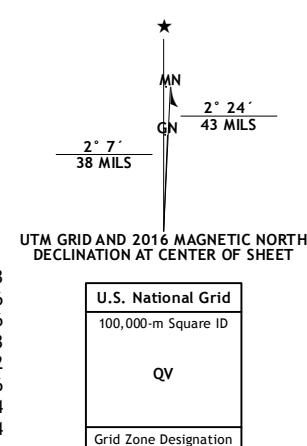 ★
MN
GN
2° 24´
43 MILS
2° 7´
38 MILS
UTM GRID AND 2016 MAGNETIC NORTH
DECLINATION AT CENTER OF SHEET
U.S. National Grid
100,000-m Square ID
QV
Grid Zone Designation